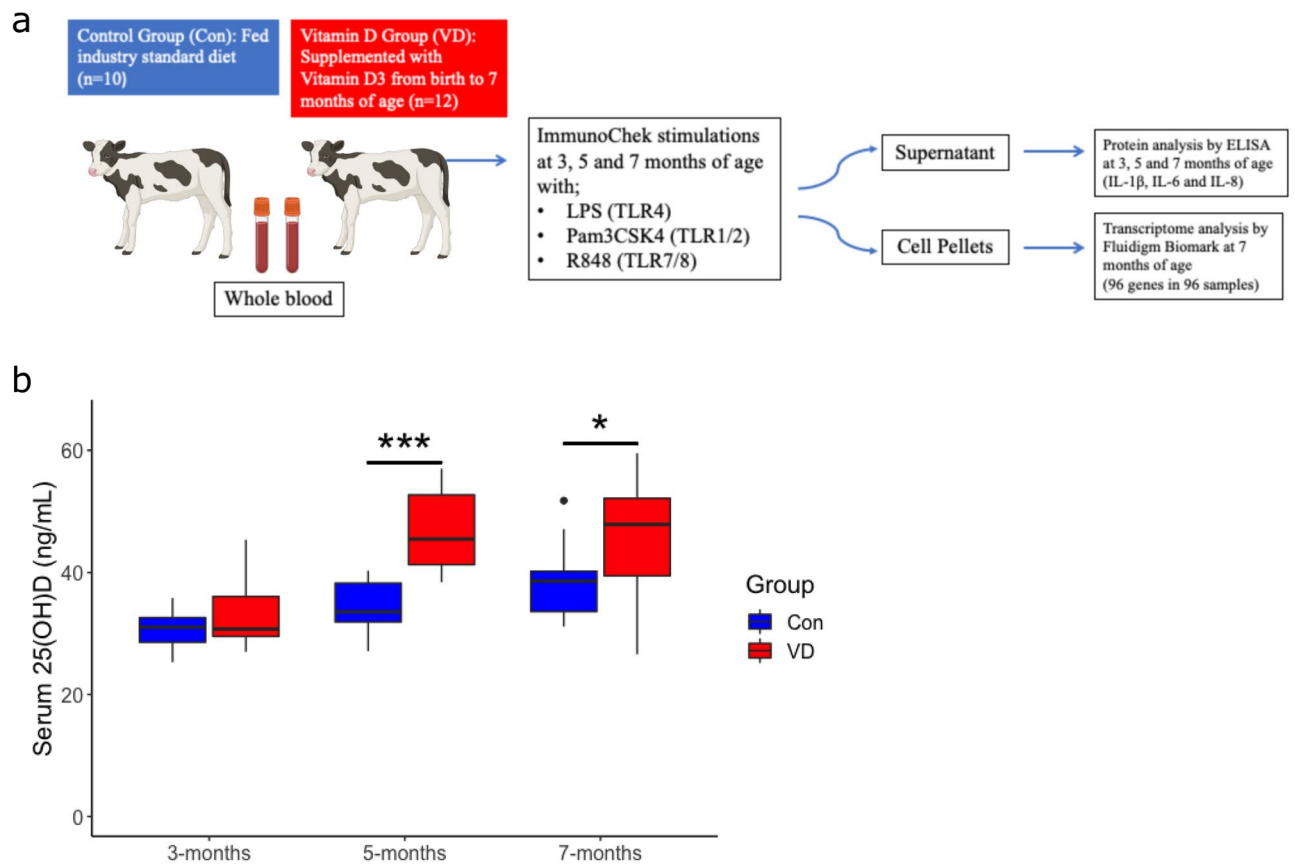 a
Control Group (Con): Fed
industry standard diet
(n=10)
Vitamin D Group (VD):
Supplemented with
Vitamin D3 from birth to 7
months of age (n=12)
Whole blood
ImmunoChek stimulations
at 3, 5 and 7 months of age
with;
• LPS (TLR4)
• Pam3CSK4 (TLR1/2)
• R848 (TLR7/8)
Supernatant
Protein analysis by ELISA
at 3, 5 and 7 months of age
(IL-1β, IL-6 and IL-8)
Cell Pellets
Transcriptome analysis by
Fluidigm Biomark at 7
months of age
(96 genes in 96 samples)
b
Serum 25(OH)D (ng/mL)
60
40
20
0
***
*
3-months
5-months
7-months
Group
Con
VD